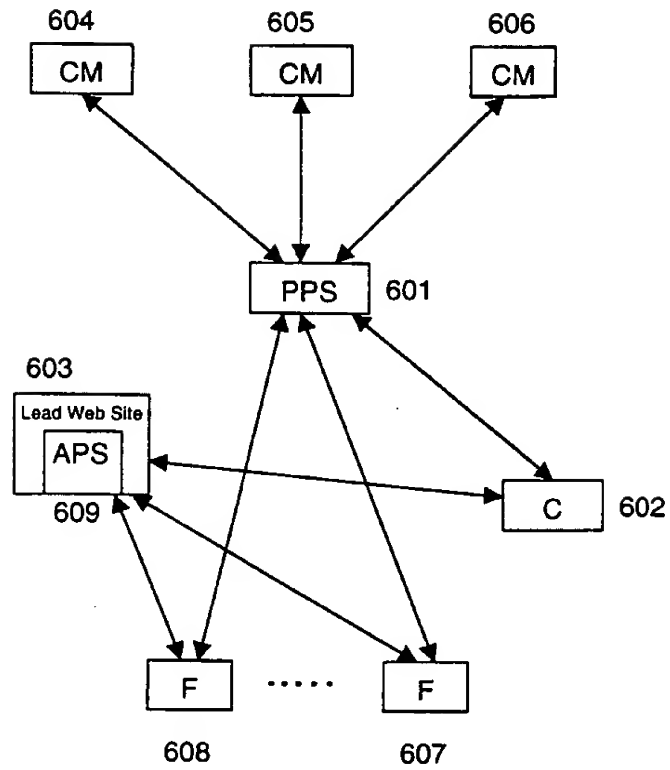 604 605 606
CM CM CM
PPS 601
603
Lead Web Site
APS
609
C 602
F ..... F
608 607